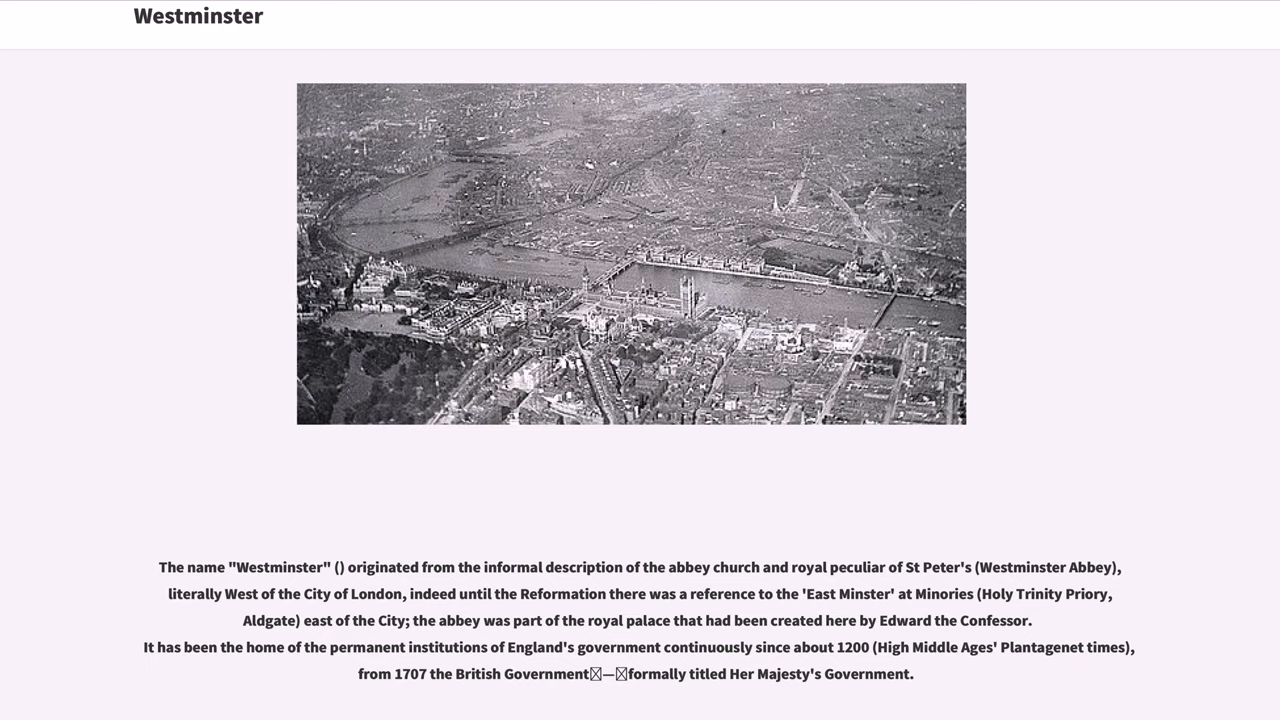 Westminster
The name "Westminster" () originated from the informal description of the abbey church and royal peculiar of St Peter's (Westminster Abbey),
literally West of the City of London, indeed until the Reformation there was a reference to the 'East Minster' at Minories (Holy Trinity Priory,
Aldgate) east of the City; the abbey was part of the royal palace that had been created here by Edward the Confessor.
It has been the home of the permanent institutions of England's government continuously since about 1200 (High Middle Ages' Plantagenet times),
from 1707 the British Government—formally titled Her Majesty's Government.